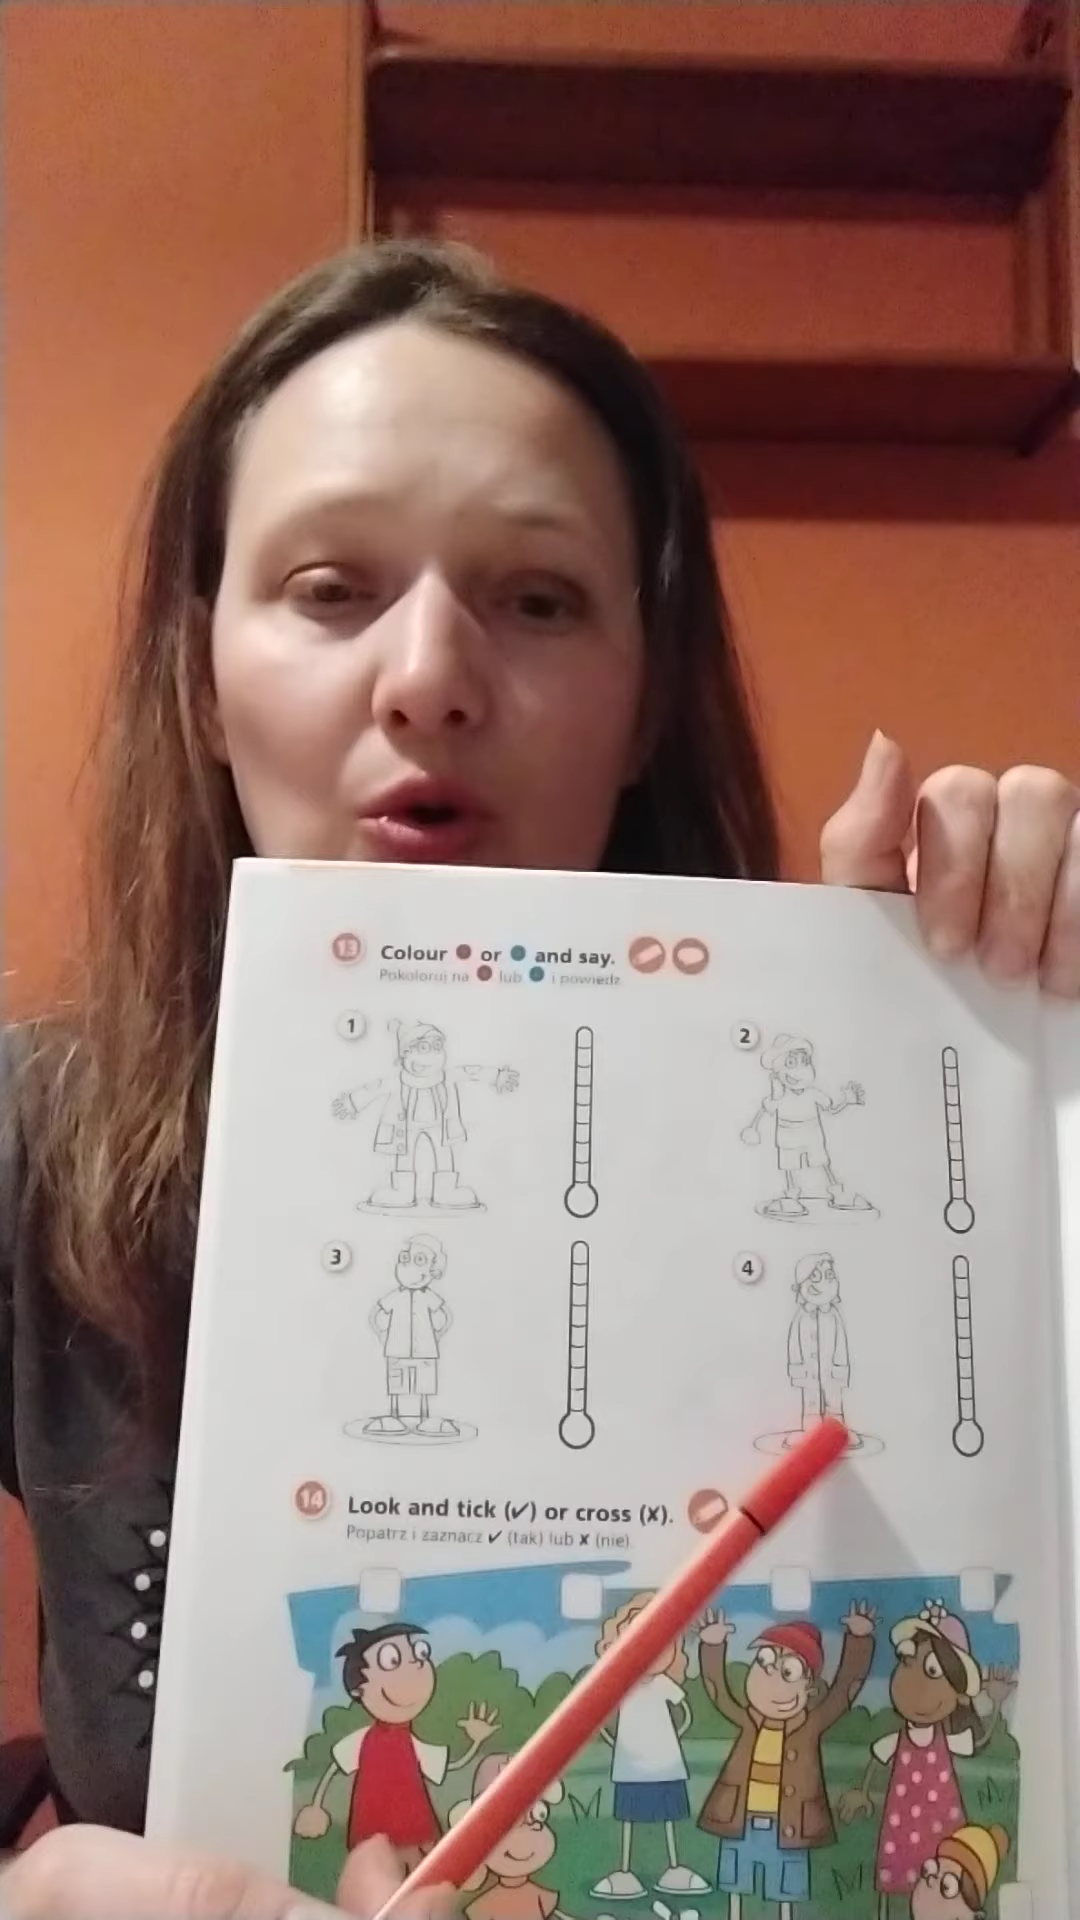 13 Colour or and say.
Pokoloruj na lub i powiedz
1
2
3
4
14 Look and tick (✓) or cross (✗).
Popatrz i zaznacz ✓ (tak) lub ✗ (nie)